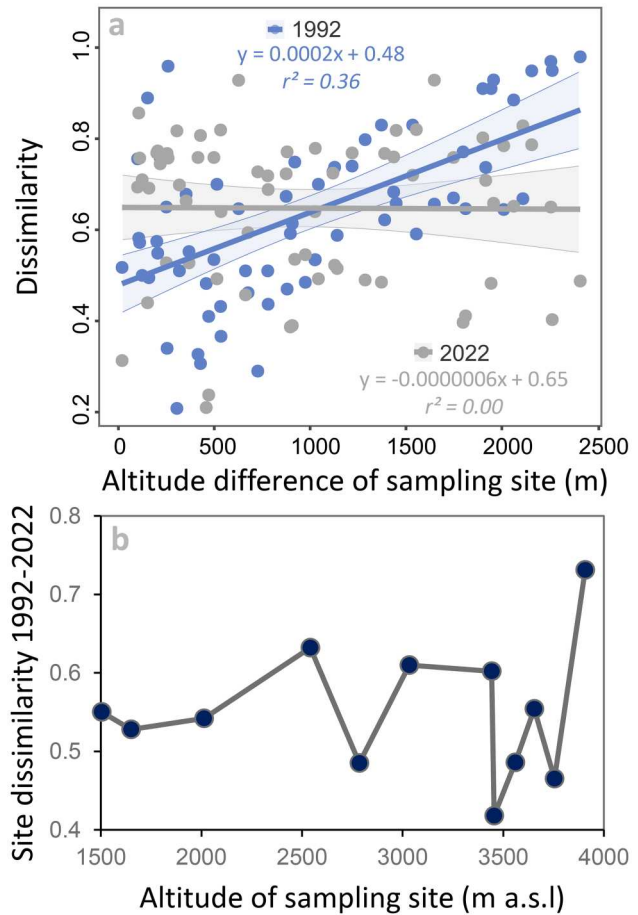 a
1992
y = 0.0002x + 0.48
r² = 0.36
Dissimilarity
1.0
0.8
0.6
0.4
0.2
2022
y = -0.0000006x + 0.65
r² = 0.00
0 500 1000 1500 2000 2500
Altitude difference of sampling site (m)
b
Site dissimilarity 1992-2022
0.8
0.7
0.6
0.5
0.4
1500 2000 2500 3000 3500 4000
Altitude of sampling site (m a.s.l)